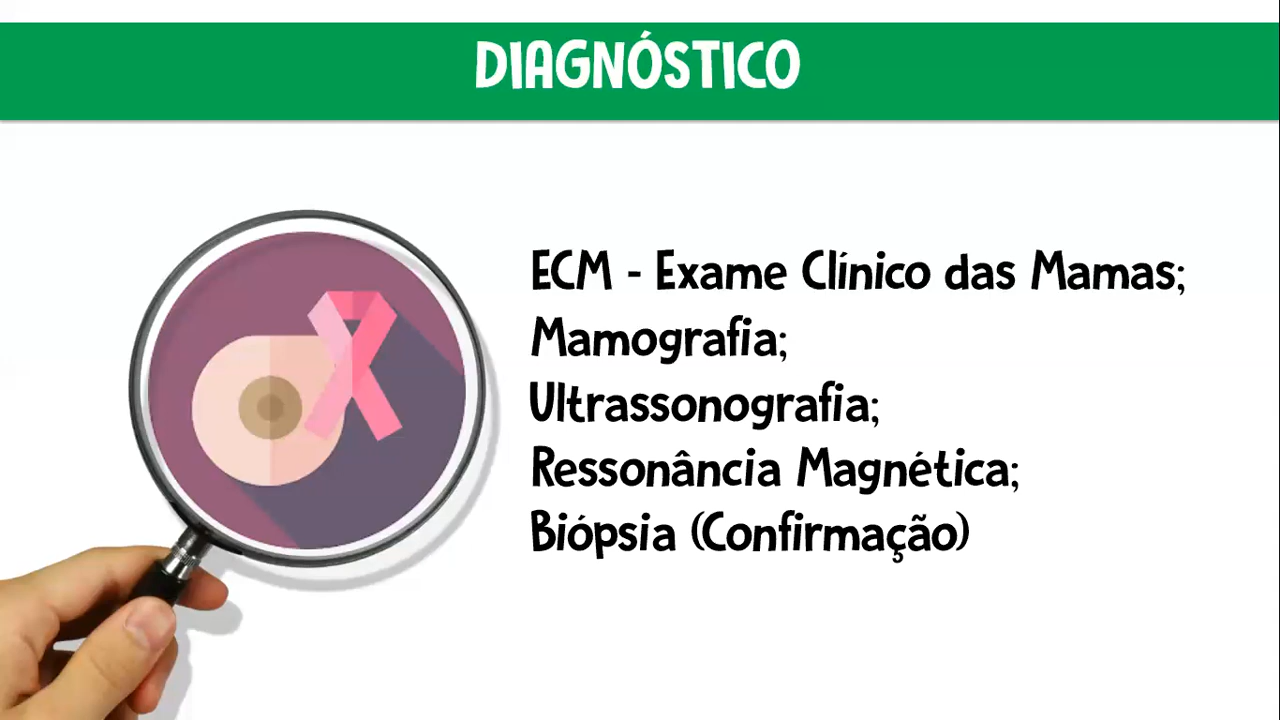 DIAGNÓSTICO
ECM - Exame Clínico das Mamas;
Mamografia;
Ultrassonografia;
Ressonância Magnética;
Biópsia (Confirmação)